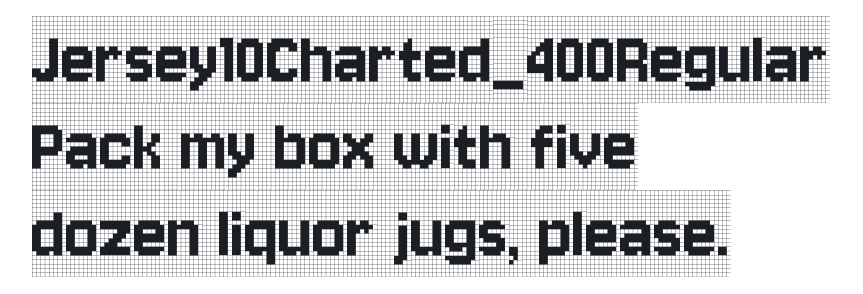 Jersey10Charted_400Regular
Pack my box with five
dozen liquor jugs, please.